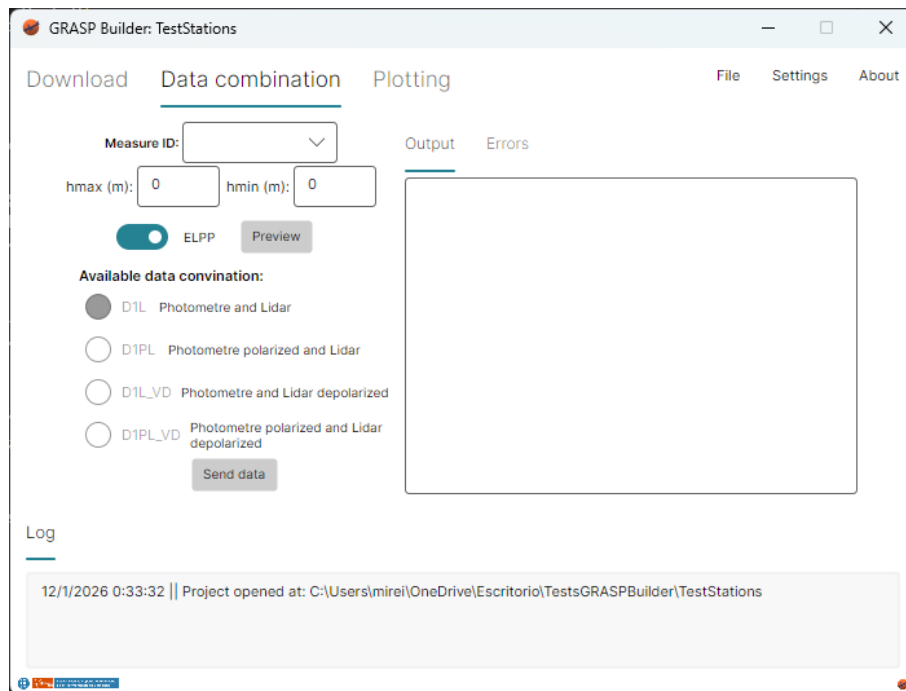 GRASP Builder: TestStations
Download Data combination Plotting File Settings About
Measure ID:
hmax (m): 0 hmin (m): 0
ELPP Preview
Available data convination:
D1L Photometre and Lidar
D1PL Photometre polarized and Lidar
D1L_VD Photometre and Lidar depolarized
D1PL_VD Photometre polarized and Lidar
depolarized
Send data
Output Errors
Log
12/1/2026 0:33:32 || Project opened at: C:\Users\mirei\OneDrive\Escritorio\TestsGRASPBuilder\TestStations